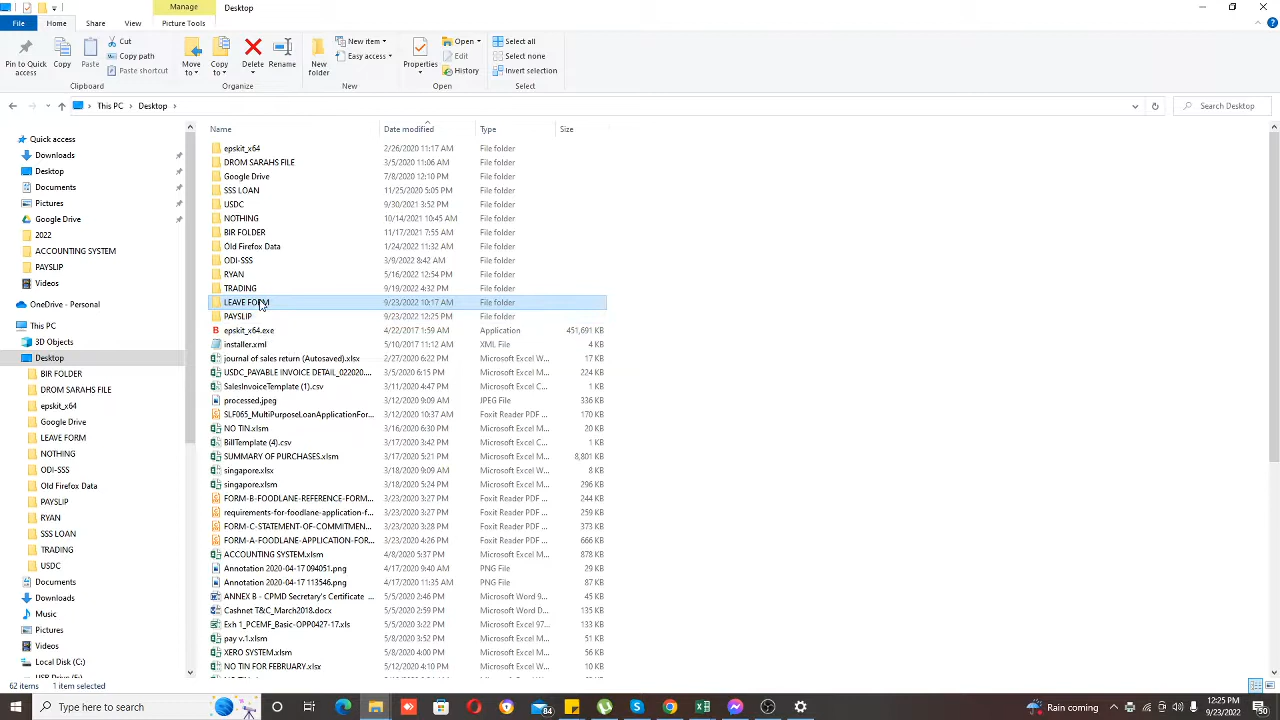 Manage Desktop
File Home Share View Picture Tools
Pin to Quick access
Copy
Paste
Cut
Copy path
Paste shortcut
Clipboard
Move to
Copy to
Delete
Rename
Organize
New folder
New item
Easy access
New
Properties
Open
Edit
History
Open
Select all
Select none
Invert selection
Select
This PC Desktop
Search Desktop
Quick access
Downloads
Desktop
Documents
Pictures
Google Drive
2022
ACCOUNTING SYSTEM
PAYSLIP
Videos
OneDrive - Personal
This PC
3D Objects
Desktop
BIR FOLDER
DROM SARAHS FILE
epskit_x64
Google Drive
LEAVE FORM
NOTHING
ODI-SSS
Old Firefox Data
PAYSLIP
RYAN
SSS LOAN
TRADING
USDC
Documents
Downloads
Music
Pictures
Videos
Local Disk (C:)
Name Date modified Type Size
epskit_x64 2/26/2020 11:17 AM File folder
DROM SARAHS FILE 3/5/2020 11:06 AM File folder
Google Drive 7/8/2020 12:10 PM File folder
SSS LOAN 11/25/2020 5:05 PM File folder
USDC 9/30/2021 3:52 PM File folder
NOTHING 10/14/2021 10:45 AM File folder
BIR FOLDER 11/17/2021 7:55 AM File folder
Old Firefox Data 1/24/2022 11:32 AM File folder
ODI-SSS 3/9/2022 8:42 AM File folder
RYAN 5/16/2022 12:54 PM File folder
TRADING 9/19/2022 4:32 PM File folder
LEAVE FORM 9/23/2022 10:17 AM File folder
PAYSLIP 9/23/2022 12:25 PM File folder
epskit_x64.exe 4/22/2017 1:59 AM Application 451,691 KB
installer.xml 5/10/2017 11:12 AM XML File 4 KB
journal of sales return (Autosaved).xlsx 2/27/2020 6:22 PM Microsoft Excel W... 17 KB
USDC_PAYABLE INVOICE DETAIL_022020.... 3/5/2020 6:15 PM Microsoft Excel M... 224 KB
SalesInvoiceTemplate (1).csv 3/11/2020 4:47 PM Microsoft Excel C... 1 KB
processed.jpeg 3/12/2020 9:09 AM JPEG File 336 KB
SLF065_MultiPurposeLoanApplicationFor... 3/12/2020 10:37 AM Foxit Reader PDF ... 170 KB
NO TIN.xlsm 3/16/2020 6:30 PM Microsoft Excel M... 20 KB
BillTemplate (4).csv 3/17/2020 3:42 PM Microsoft Excel C... 1 KB
SUMMARY OF PURCHASES.xlsm 3/17/2020 5:21 PM Microsoft Excel M... 8,801 KB
singapore.xlsx 3/18/2020 9:09 AM Microsoft Excel W... 8 KB
singapore.xlsm 3/18/2020 5:24 PM Microsoft Excel M... 296 KB
FORM-B-FOODLANE-REFERENCE-FORM... 3/23/2020 3:27 PM Foxit Reader PDF ... 244 KB
requirements-for-foodlane-application-f... 3/23/2020 3:27 PM Foxit Reader PDF ... 259 KB
FORM-C-STATEMENT-OF-COMMITMEN... 3/23/2020 3:28 PM Foxit Reader PDF ... 373 KB
FORM-A-FOODLANE-APPLICATION-FOR... 3/23/2020 4:26 PM Foxit Reader PDF ... 666 KB
ACCOUNTING SYSTEM.xlsm 4/8/2020 5:37 PM Microsoft Excel M... 878 KB
Annotation 2020-04-17 094051.png 4/17/2020 9:40 AM PNG File 29 KB
Annotation 2020-04-17 113546.png 4/17/2020 11:35 AM PNG File 87 KB
ANNEX B - CPMD Secretary's Certificate ... 5/5/2020 2:46 PM Microsoft Word 9... 45 KB
Cashnet T&C_March2018.docx 5/5/2020 2:59 PM Microsoft Word D... 135 KB
Exh 1_PCEMF_Basic-OPP0427-17.xls 5/5/2020 3:22 PM Microsoft Excel 97... 133 KB
pay v.1.xlsm 5/8/2020 3:52 PM Microsoft Excel M... 51 KB
XERO SYSTEM.xlsm 5/8/2020 4:00 PM Microsoft Excel M... 56 KB
NO TIN FOR FEBRUARY.xlsx 5/12/2020 4:10 PM Microsoft Excel W... 10 KB
62 items 1 item selected
Type here to search
84
Rain coming
12:25 PM
9/23/2022